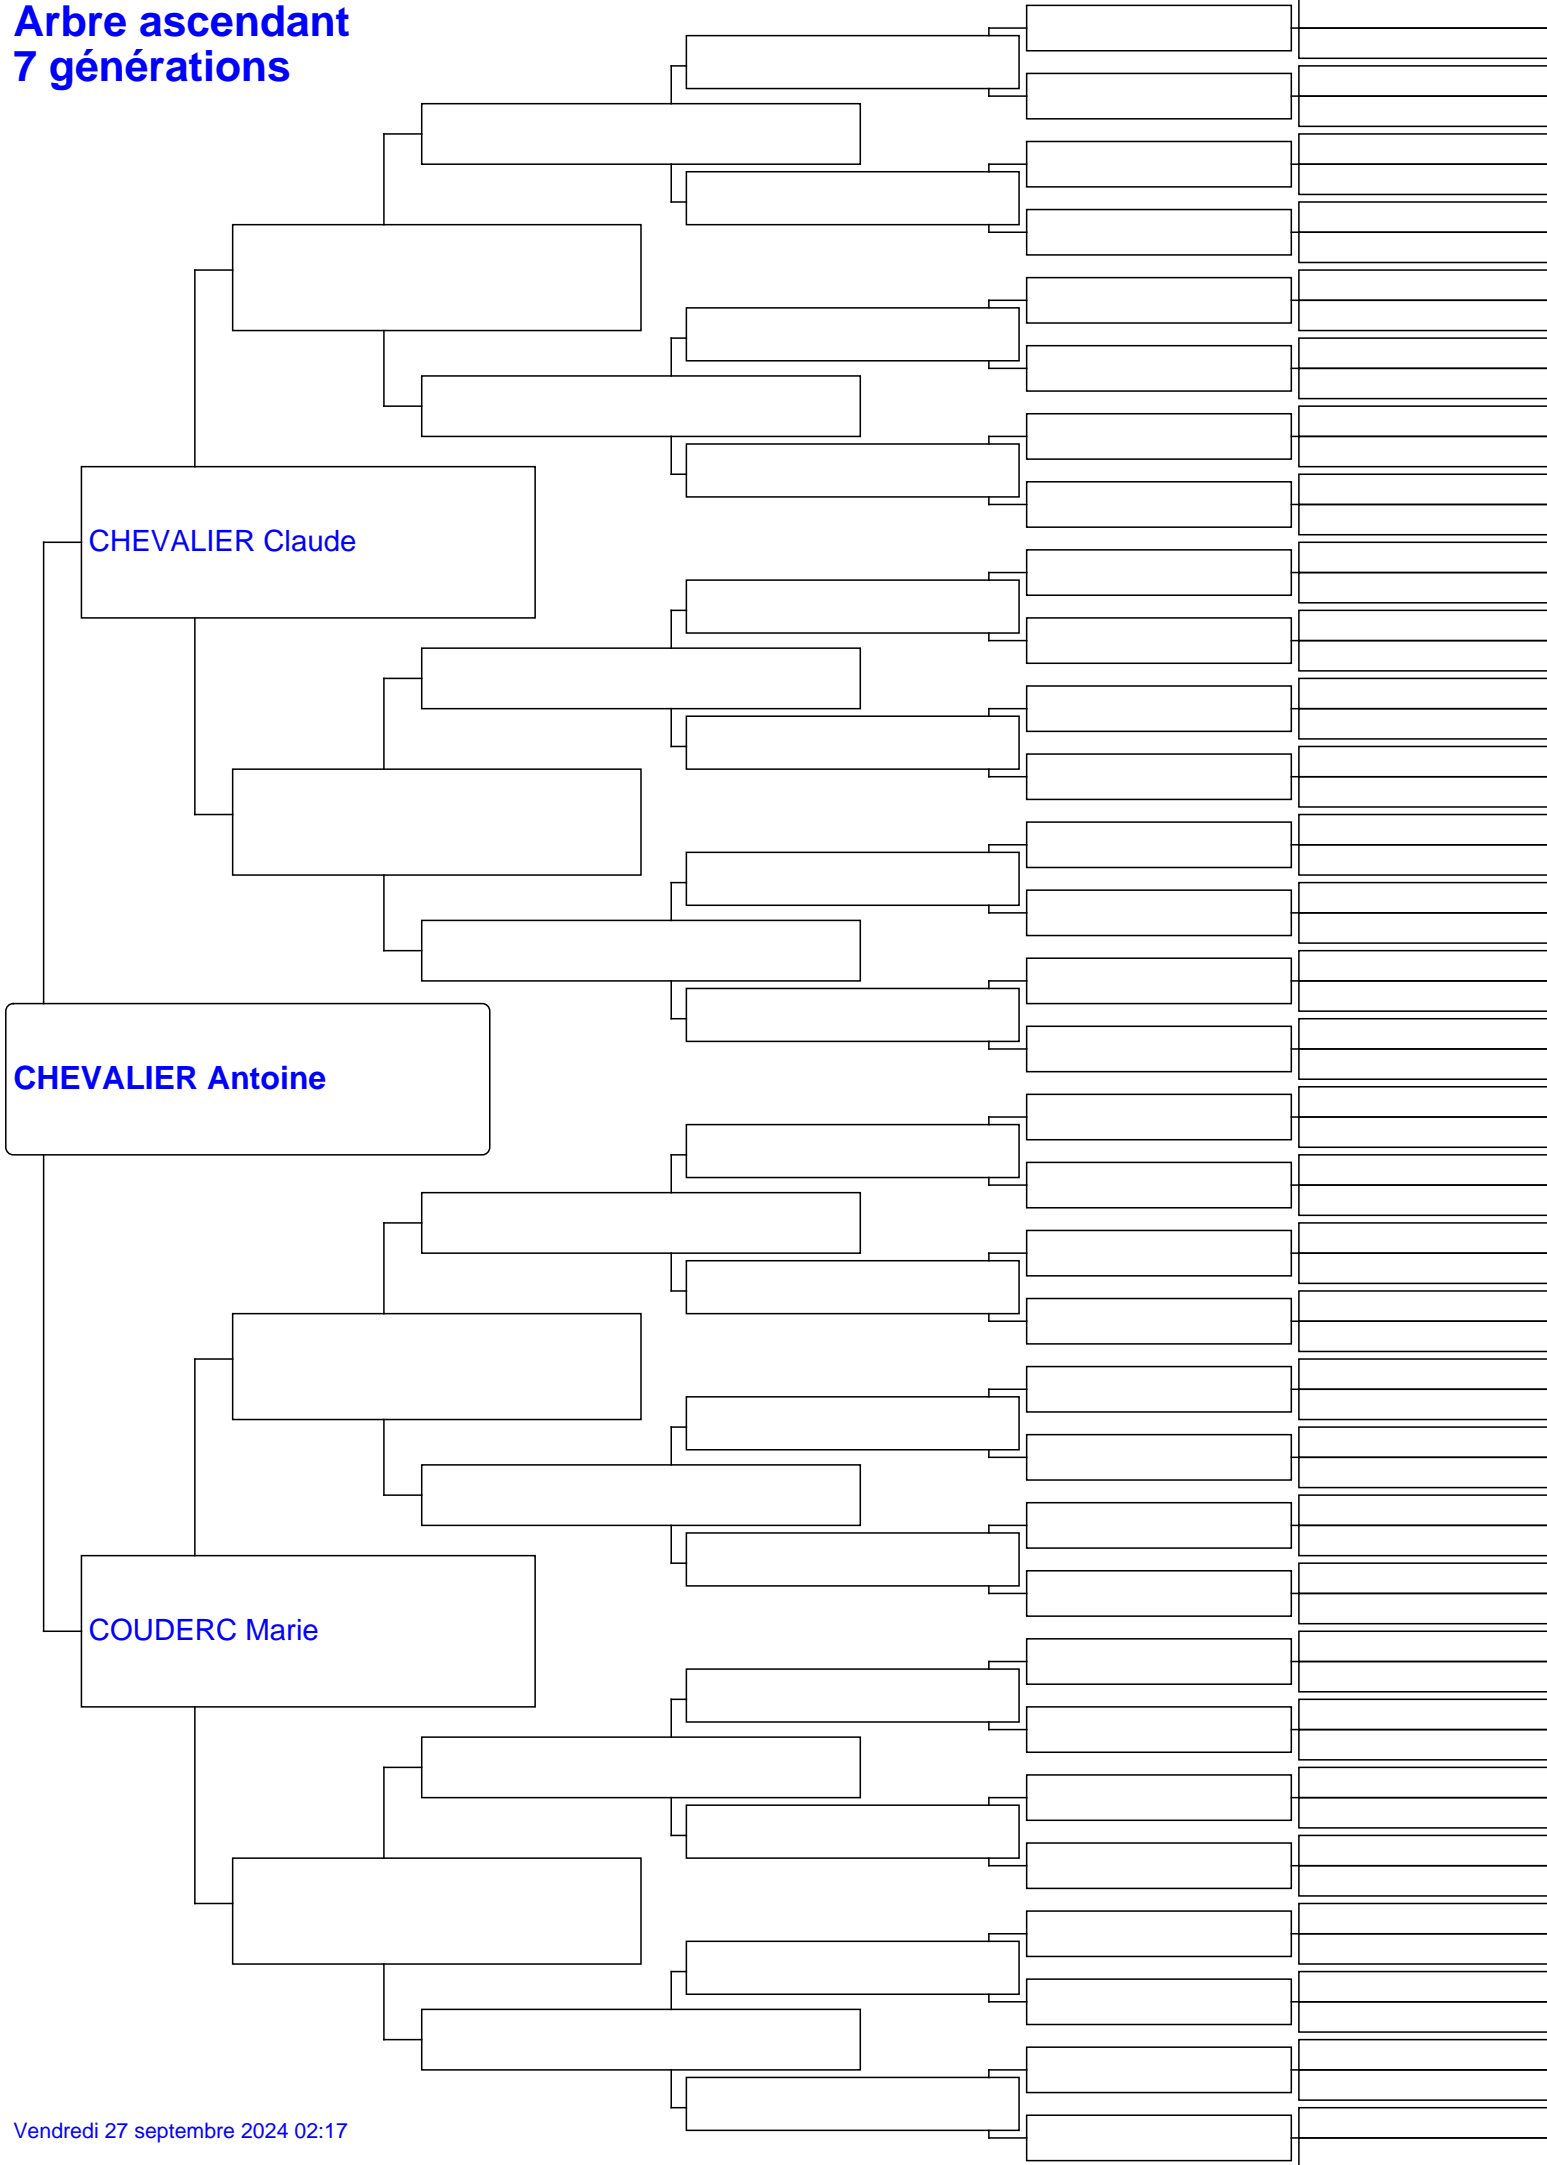 Arbre ascendant
7 générations
CHEVALIER Claude
CHEVALIER Antoine
COUDERC Marie
Vendredi 27 septembre 2024 02:17